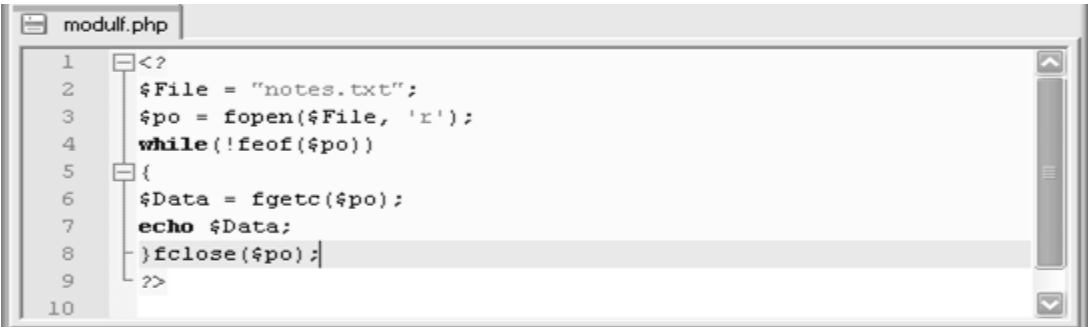 modulf.php
1 <?
2 $File = "notes.txt";
3 $po = fopen($File, 'r');
4 while(!feof($po))
5 {
6 $Data = fgetc($po);
7 echo $Data;
8 }fclose($po);
9 ?>
10